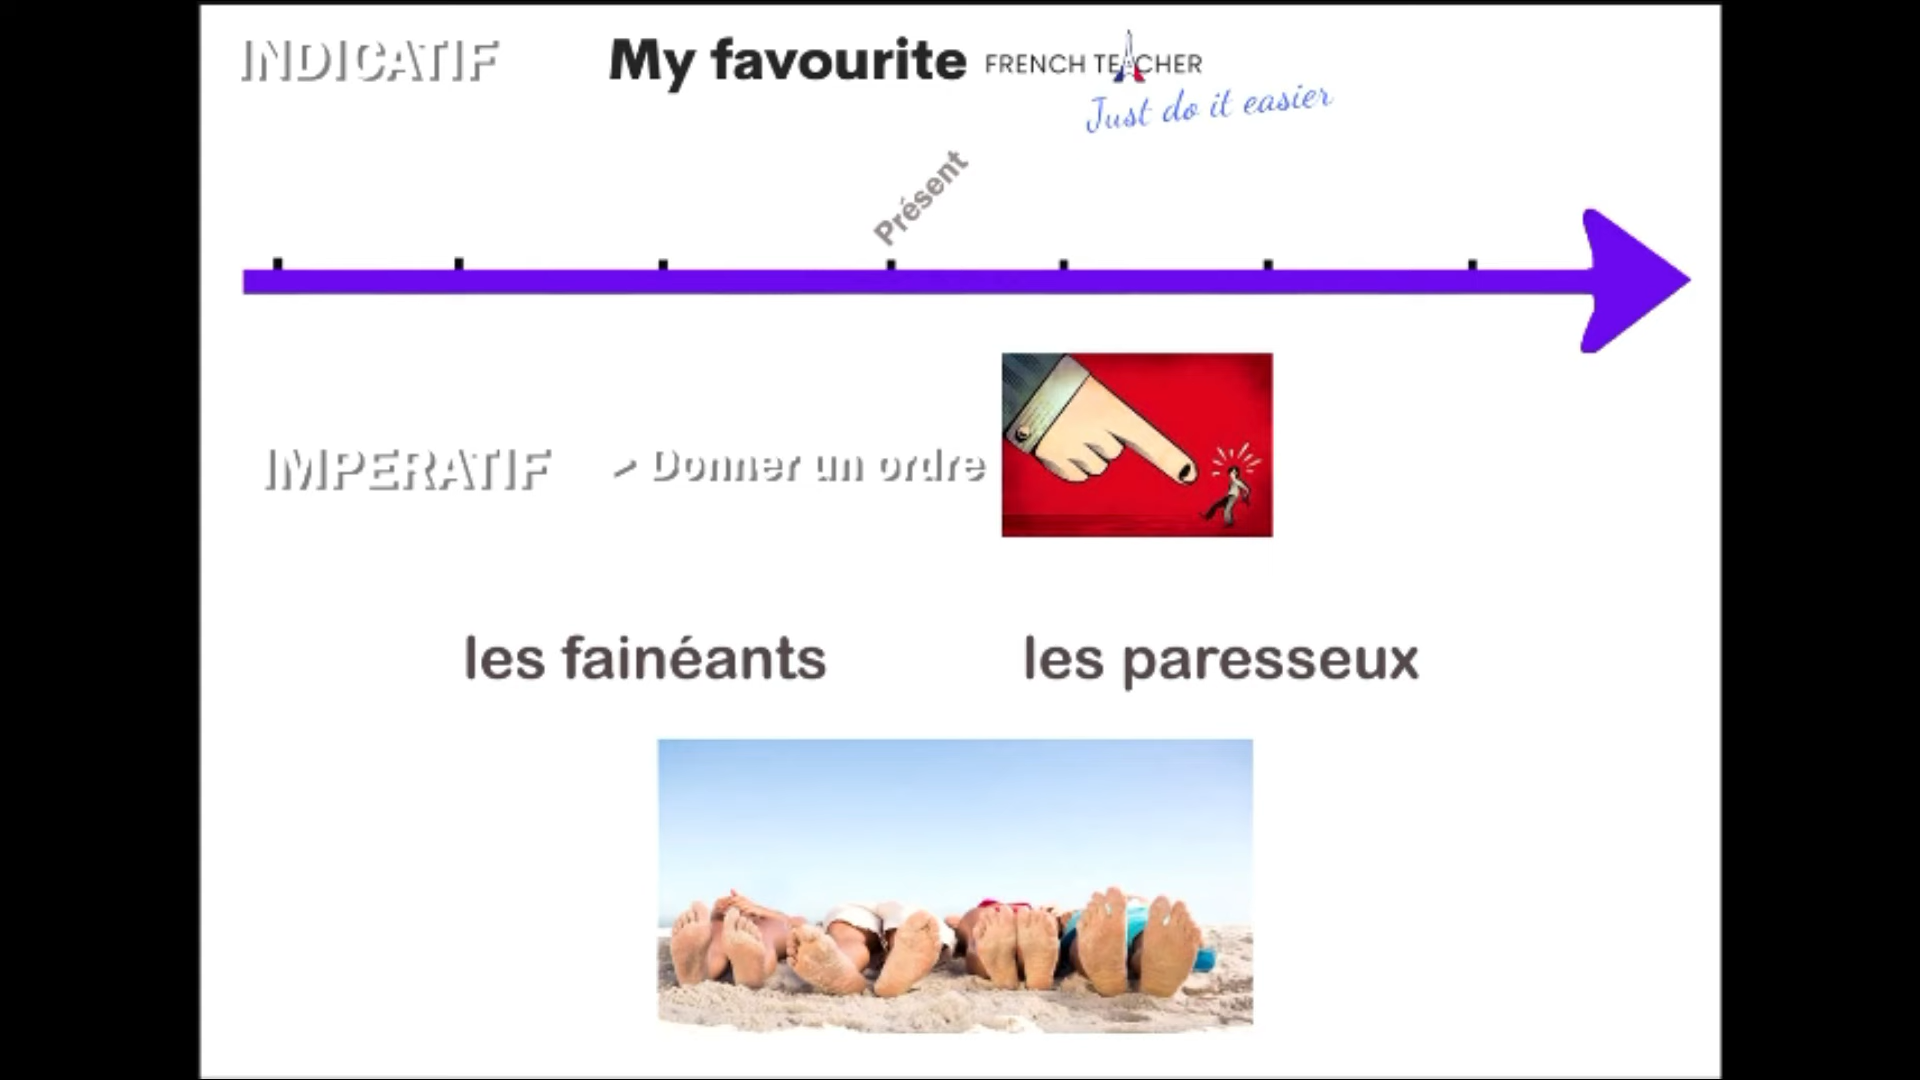 INDICATIF
My favourite FRENCH TEACHER
Just do it easier
Présent
IMPERATIF > Donner un ordre
les fainéants les paresseux